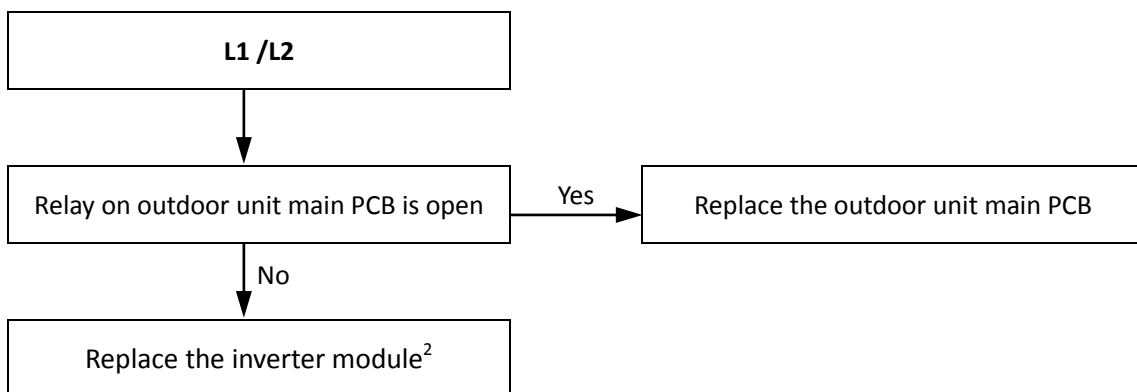 L1 /L2
Relay on outdoor unit main PCB is open
Yes
Replace the outdoor unit main PCB
No
Replace the inverter module²